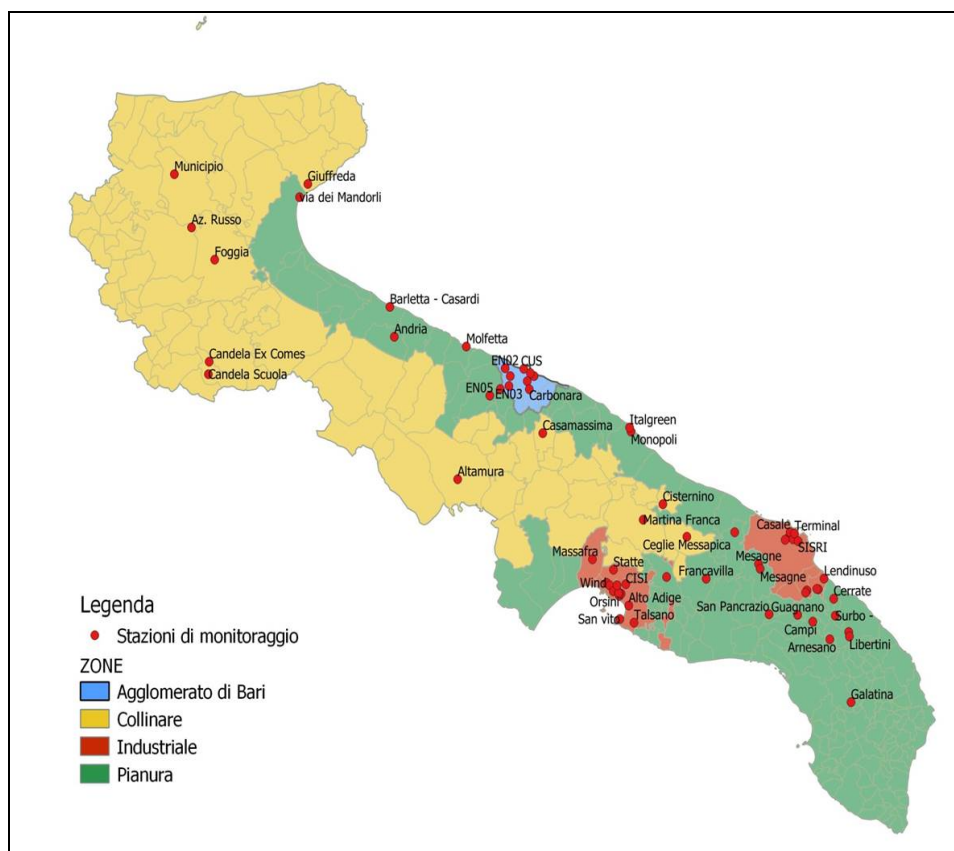 Municipio
Giuffreda
via dei Mandorli
Az. Russo
Foggia
Barletta - Casardi
Andria
Molfetta
Candela Ex Comes
Candela Scuola
EN02 CUS
EN05
EN03
Carbonara
Italgreen
Monopoli
Casamassima
Altamura
Cisternino
Martina Franca
Ceglie Messapica
Casale
Terminal
SISRI
Massafra
Statte
Mesagne
Mesagne
Lendinuso
Francavilla
Wind
CISI
Cerrate
Orsini
Alto Adige
San Pancrazio
Guagnano
Surbo -
San vito
Talsano
Campi
Arnesano
Libertini
Galatina
Legenda
Stazioni di monitoraggio
ZONE
Agglomerato di Bari
Collinare
Industriale
Pianura